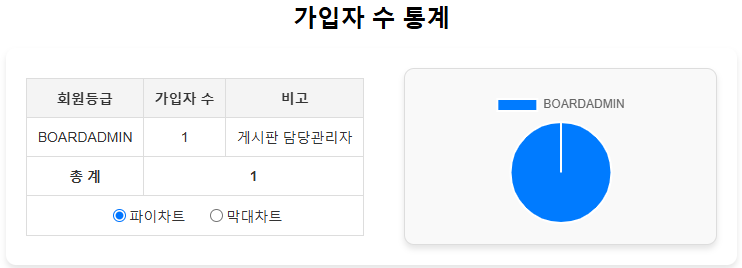 가입자 수 통계
회원등급 가입자 수 비고
BOARDADMIN 1 게시판 담당관리자
총 계 1
파이차트 막대차트
BOARDADMIN